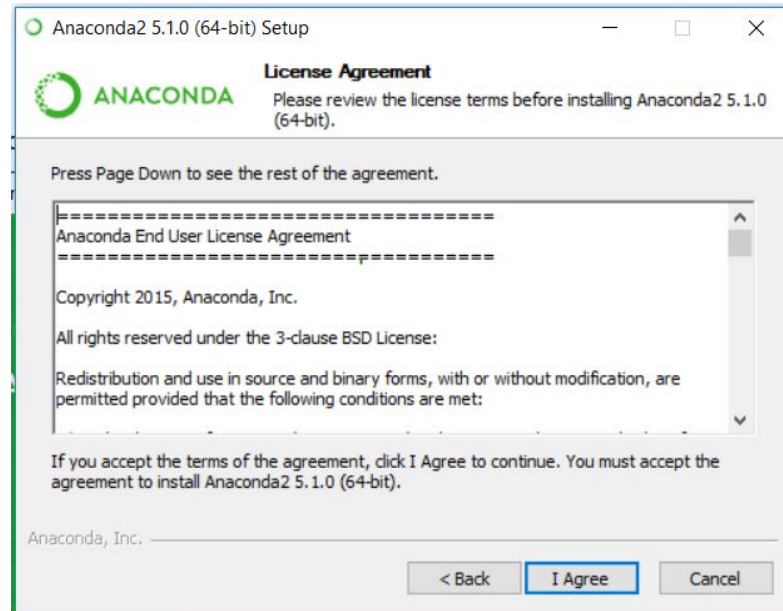 Anaconda2 5.1.0 (64-bit) Setup
ANACONDA
License Agreement
Please review the license terms before installing Anaconda2 5.1.0
(64-bit).
Press Page Down to see the rest of the agreement.
===================================
Anaconda End User License Agreement
===================================
Copyright 2015, Anaconda, Inc.
All rights reserved under the 3-clause BSD License:
Redistribution and use in source and binary forms, with or without modification, are
permitted provided that the following conditions are met:
If you accept the terms of the agreement, click I Agree to continue. You must accept the
agreement to install Anaconda2 5.1.0 (64-bit).
Anaconda, Inc.
< Back
I Agree
Cancel